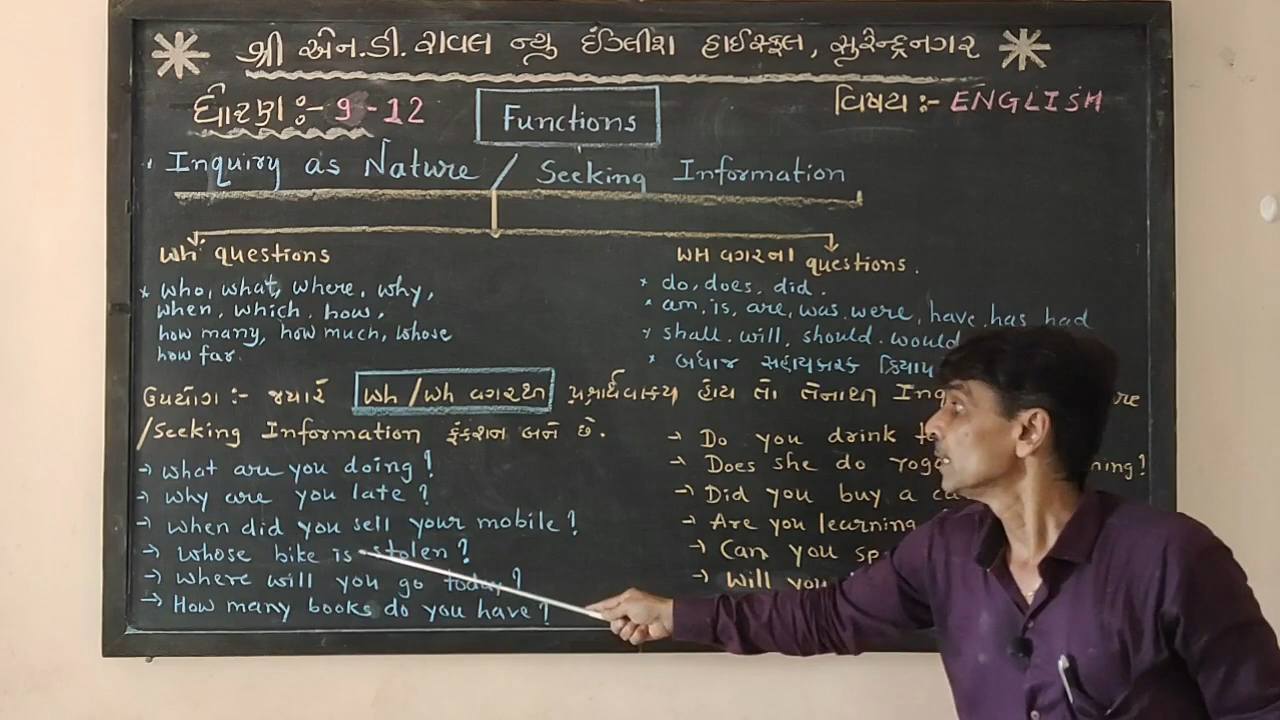 શ્રી એન.ડી. રાવલ ન્યુ ઇંગ્લીશ હાઈસ્કૂલ, સુરેન્દ્રનગર
ધોરણ :- 9 - 12
Functions
વિષય :- ENGLISH
Inquiry as Nature / Seeking Information
WH questions
* who, what, where, why,
when, which, how,
how many, how much, whose
how far.
WH વગરના questions.
* do, does, did.
* am, is, are, was, were, have, has had
* shall, will, should, would
* બધાજ સહાયકારક
ઉપયોગ :- જ્યારે Wh / Wh વગરના પ્રશ્નાર્થવાક્ય હોય તો તેનાથી
/Seeking Information ફંકશન બને છે.
→ What are you doing?
→ Why are you late?
→ When did you sell your mobile?
→ Whose bike is stolen?
→ Where will you go today?
→ How many books do you have?
→ Do you drink
→ Does she do
→ Did you buy a
→ Are you learning
→ Can you
→ Will you